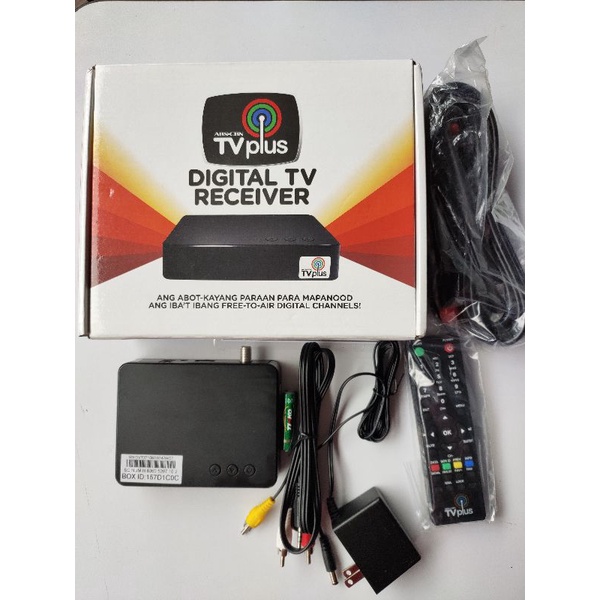 ABS-CBN
TVplus
DIGITAL TV
RECEIVER
TVplus
ANG ABOT-KAYANG PARAAN PARA MAPANOOD
ANG IBA'T IBANG FREE-TO-AIR DIGITAL CHANNELS!
BOX ID:157D1C0C
OK
TVplus